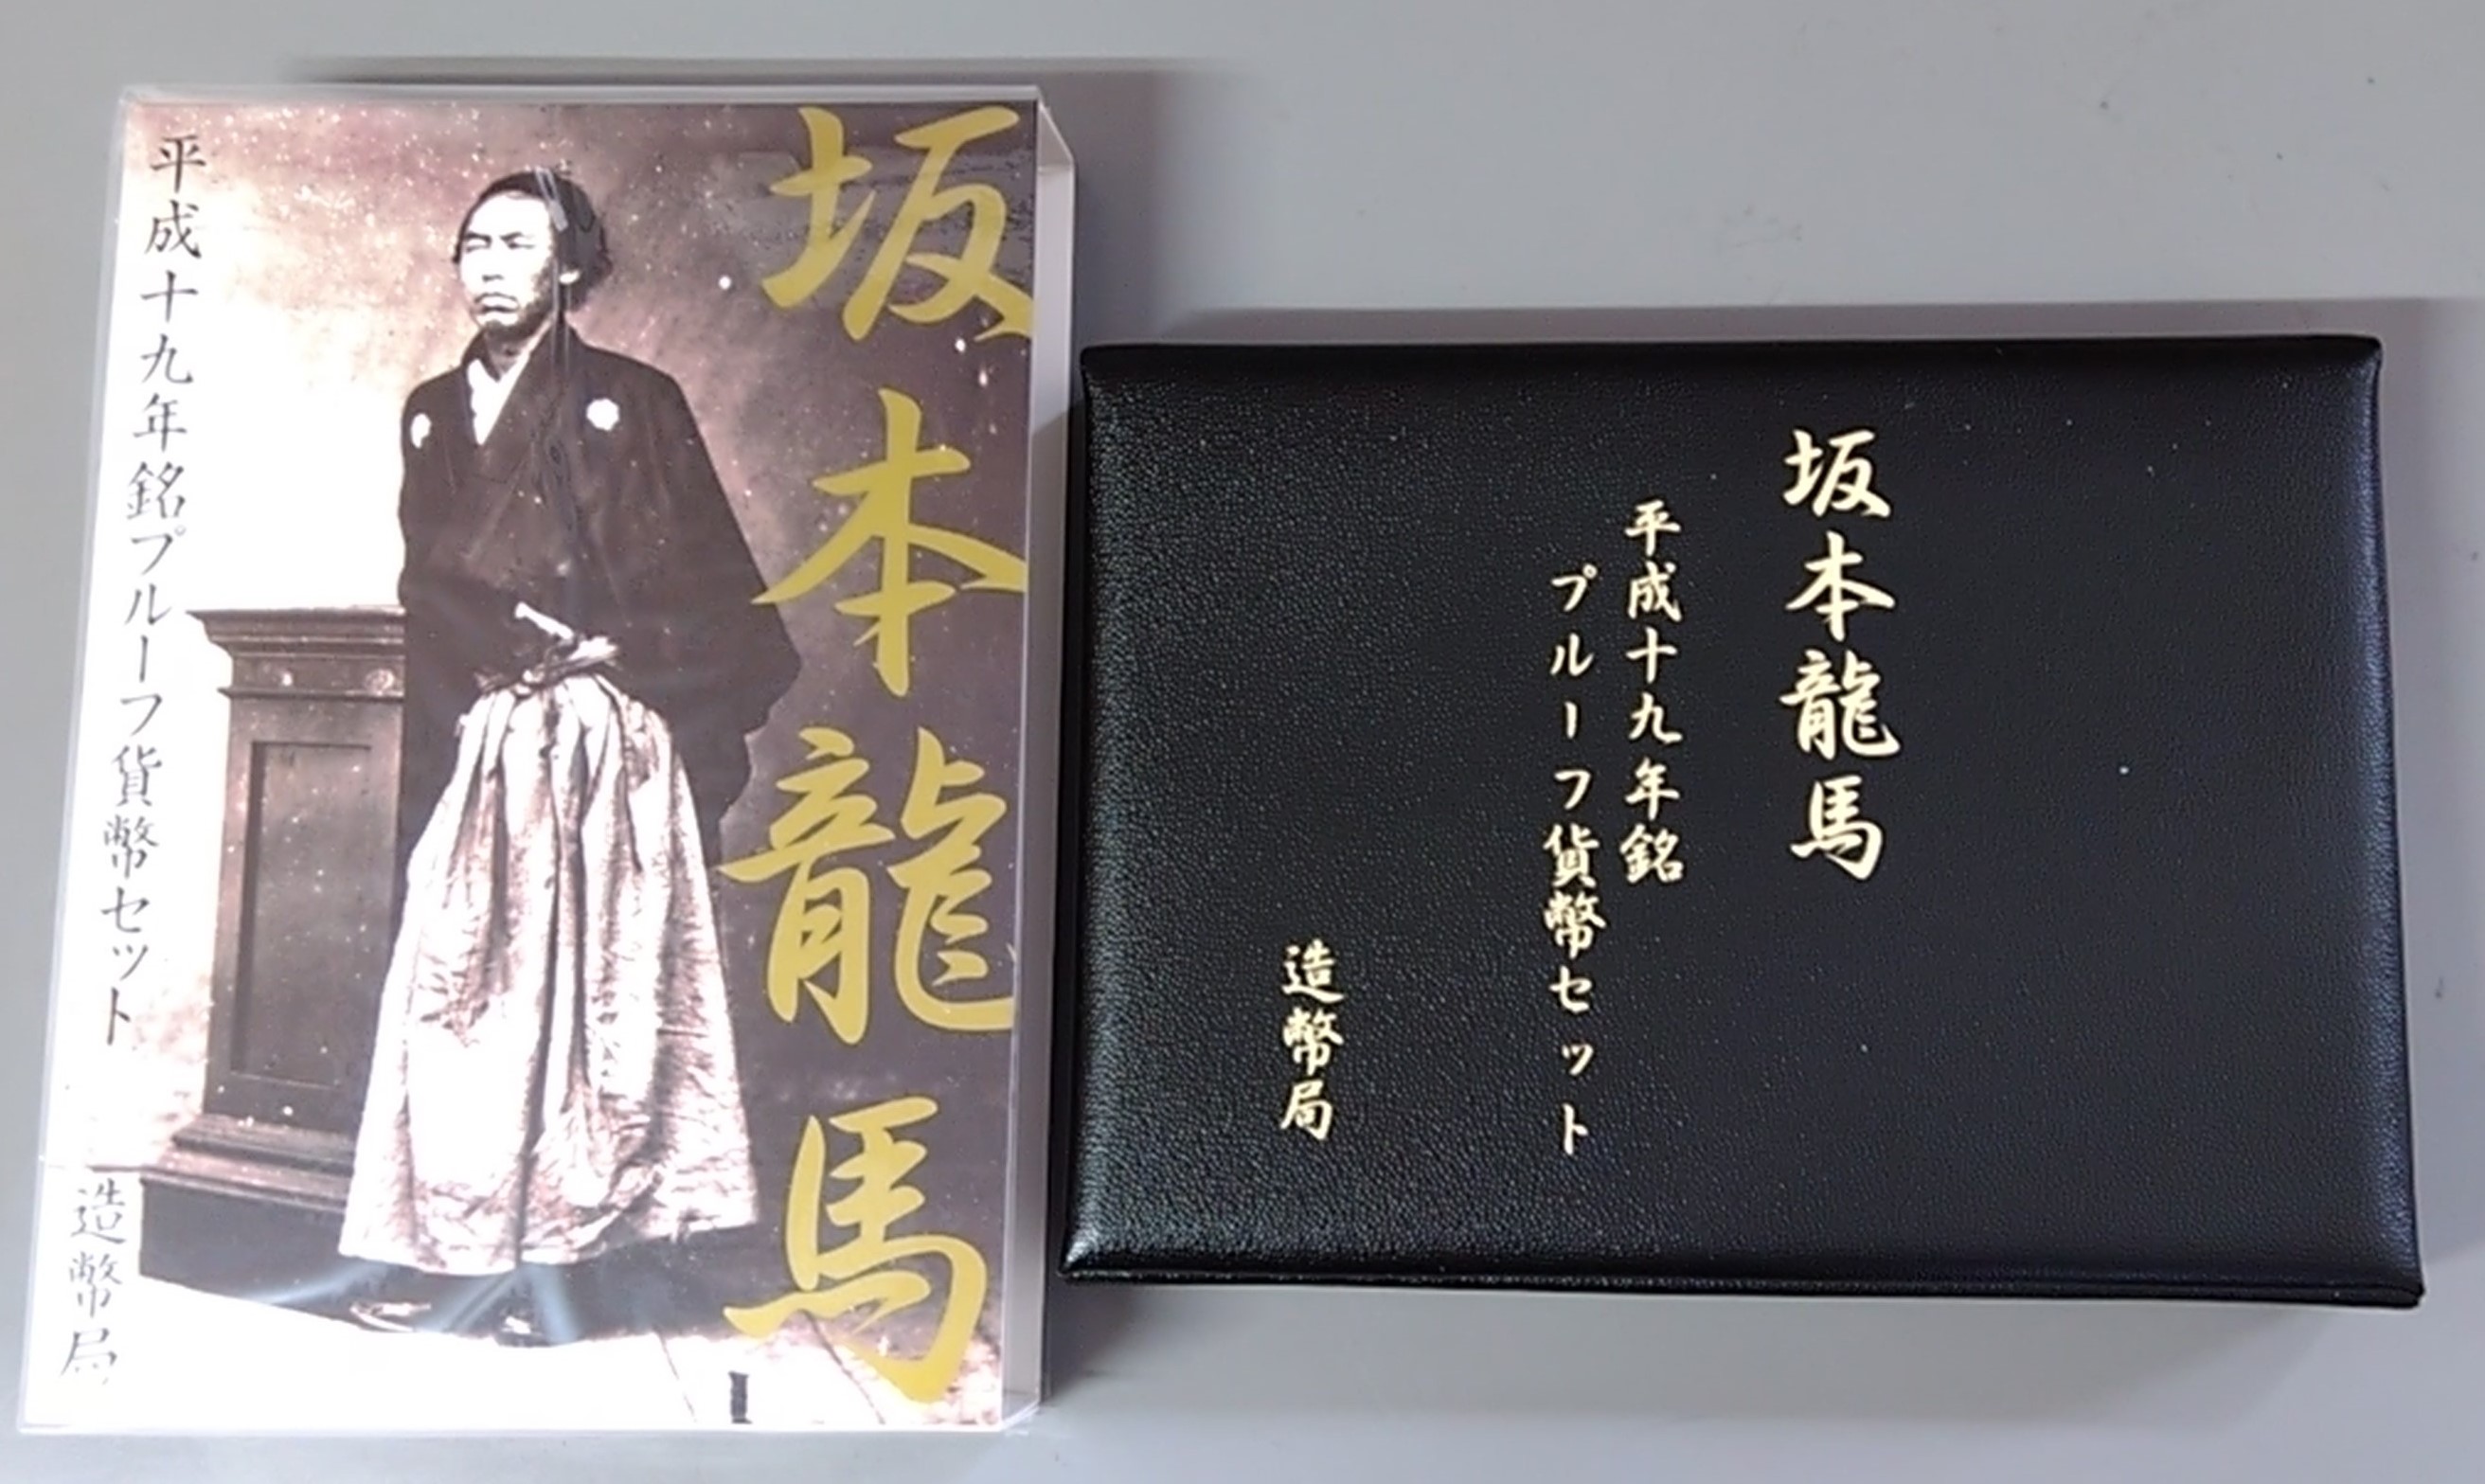 坂本龍馬
平成十九年銘プルーフ貨幣セット
造幣局
坂本龍馬
平成十九年銘
プルーフ貨幣セット
造幣局